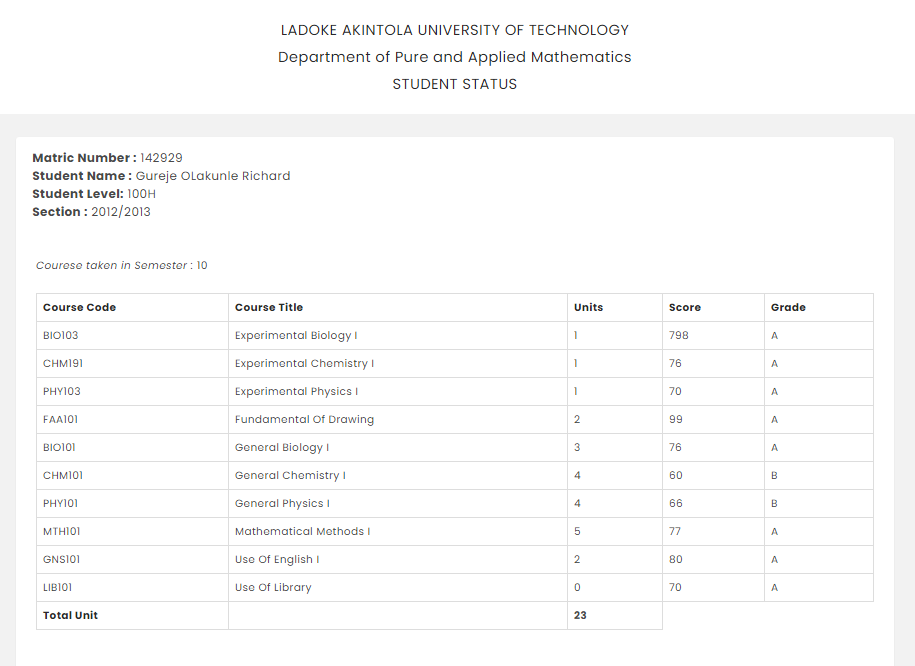 LADOKE AKINTOLA UNIVERSITY OF TECHNOLOGY
Department of Pure and Applied Mathematics
STUDENT STATUS
Matric Number : 142929
Student Name : Gureje OLakunle Richard
Student Level: 100H
Section : 2012/2013
Courese taken in Semester : 10
Course Code Course Title Units Score Grade
BIO103 Experimental Biology I 1 798 A
CHM191 Experimental Chemistry I 1 76 A
PHY103 Experimental Physics I 1 70 A
FAA101 Fundamental Of Drawing 2 99 A
BIO101 General Biology I 3 76 A
CHM101 General Chemistry I 4 60 B
PHY101 General Physics I 4 66 B
MTH101 Mathematical Methods I 5 77 A
GNS101 Use Of English I 2 80 A
LIB101 Use Of Library 0 70 A
Total Unit 23